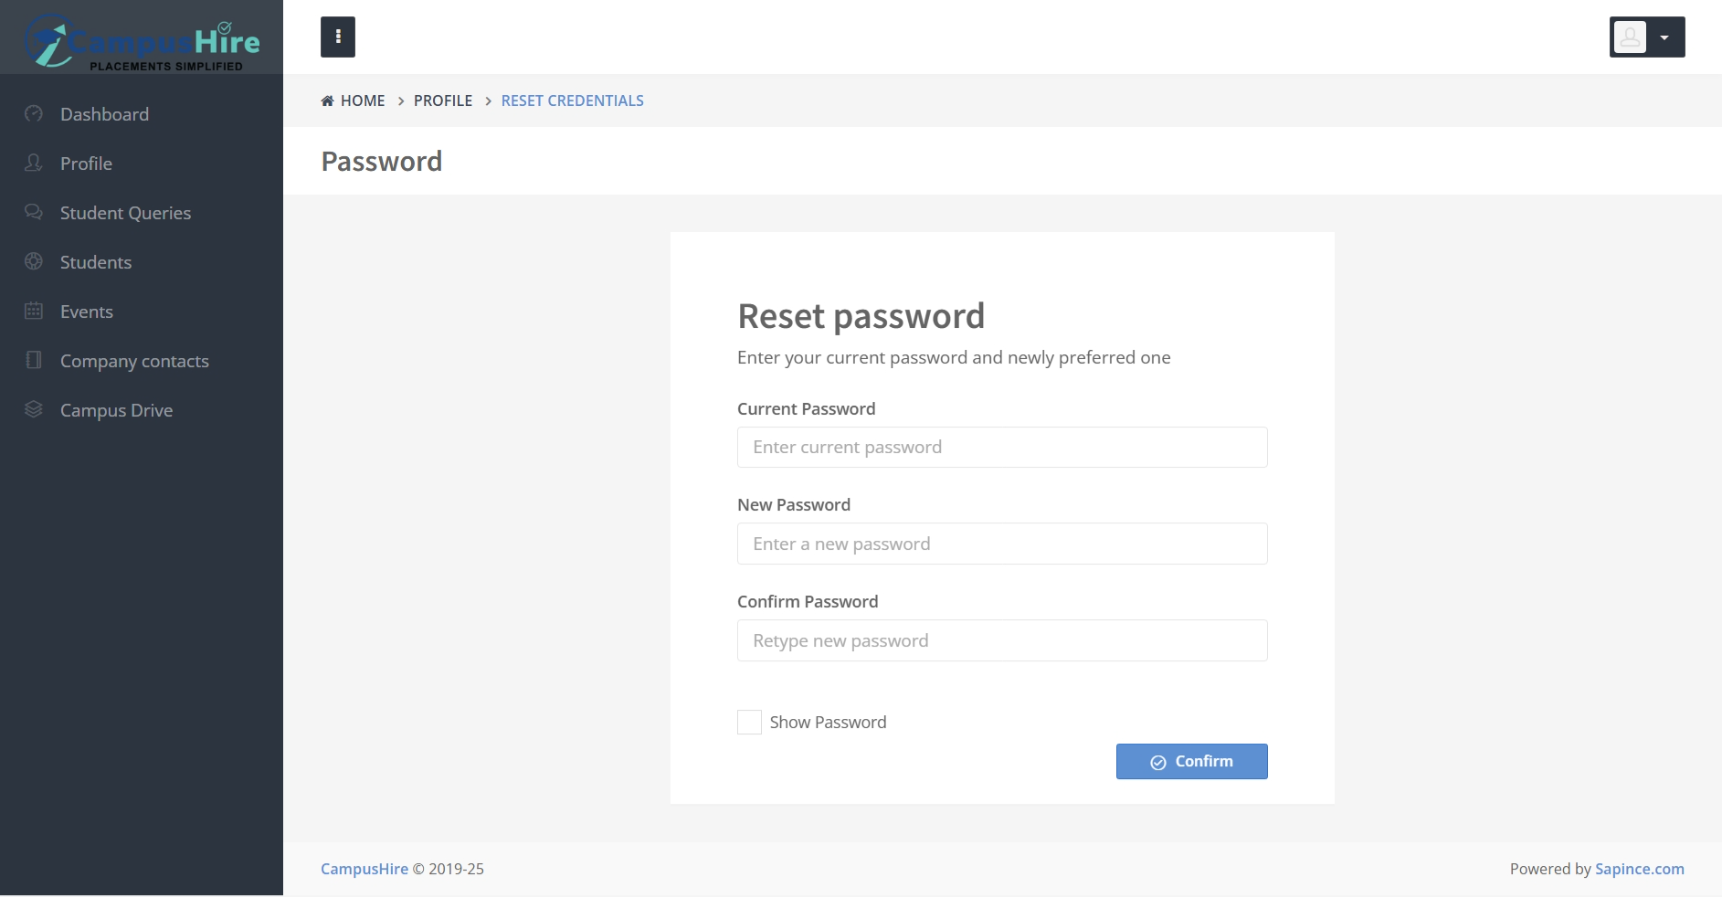 CampusHire
PLACEMENTS SIMPLIFIED
Dashboard
Profile
Student Queries
Students
Events
Company contacts
Campus Drive
HOME > PROFILE > RESET CREDENTIALS
Password
Reset password
Enter your current password and newly preferred one
Current Password
Enter current password
New Password
Enter a new password
Confirm Password
Retype new password
Show Password
Confirm
CampusHire © 2019-25
Powered by Sapince.com